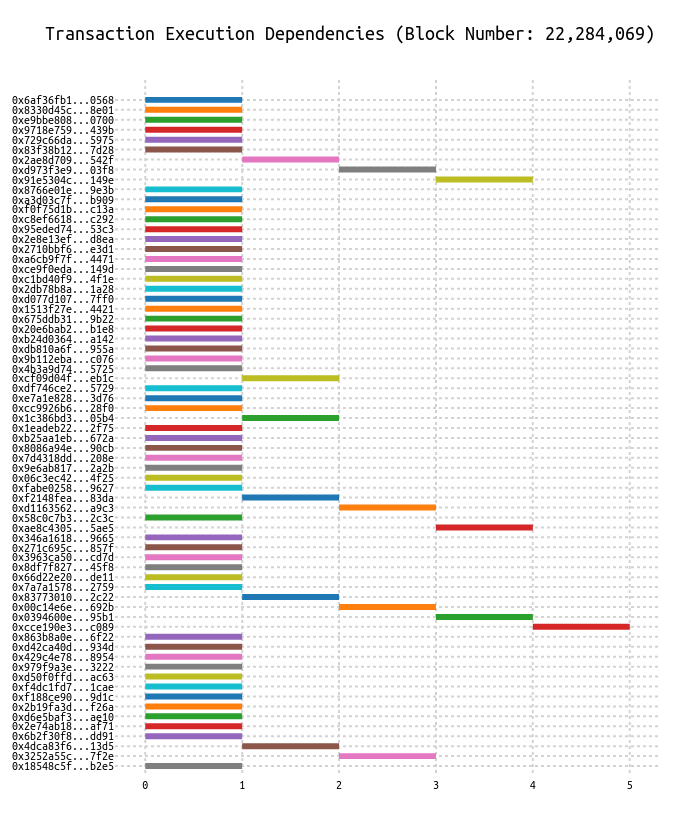 Transaction Execution Dependencies (Block Number: 22,284,069)
0x6af36fb1...0568
0x8330d45c...8e01
0xe9bbe808...0700
0x9718e759...439b
0x729c66da...5975
0x83f38b12...7d28
0x2ae8d709...542f
0xd973f3e9...03f8
0x91e5304c...149e
0x8766e01e...9e3b
0xa3d03c7f...b909
0xf0f75d1b...c13a
0xc8ef6618...c292
0x95eded74...53c3
0x2e8e13ef...d8ea
0x2710bbf6...e3d1
0xa6cb9f7f...4471
0xce9f0eda...149d
0xc1bd40f9...4f1e
0x2db78b8a...1a28
0xd077d107...7ff0
0x1513f27e...4421
0x675ddb31...9b22
0x20e6bab2...b1e8
0xb24d0364...a142
0xdb810a6f...955a
0x9b112eba...c076
0x4b3a9d74...5725
0xcf09d04f...eb1c
0xdf746ce2...5729
0xe7a1e828...3d76
0xcc9926b6...28f0
0x1c386bd3...05b4
0x1eadeb22...2f75
0xb25aa1eb...672a
0x8086a94e...90cb
0x7d4318dd...208e
0x9e6ab817...2a2b
0x06c3ec42...4f25
0xfabe0258...9627
0xf2148fea...83da
0xd1163562...a9c3
0x58c0c7b3...2c3c
0xae8c4305...5ae5
0x346a1618...9665
0x271c695c...857f
0x3963ca50...cd7d
0x8df7f827...45f8
0x66d22e20...de11
0x7a7a1578...2759
0x83773010...2c22
0x00c14e6e...692b
0x0394600e...95b1
0xcce190e3...c089
0x863b8a0e...6f22
0xd42ca40d...934d
0x429c4e78...8954
0x979f9a3e...3222
0xd50f0ffd...ac63
0xf4dc1fd7...1cae
0xf188ce90...9d1c
0x2b19fa3d...f26a
0xd6e5baf3...ae10
0x2e74ab18...af71
0x6b2f30f8...dd91
0x4dca83f6...13d5
0x3252a55c...7f2e
0x18548c5f...b2e5
0 1 2 3 4 5